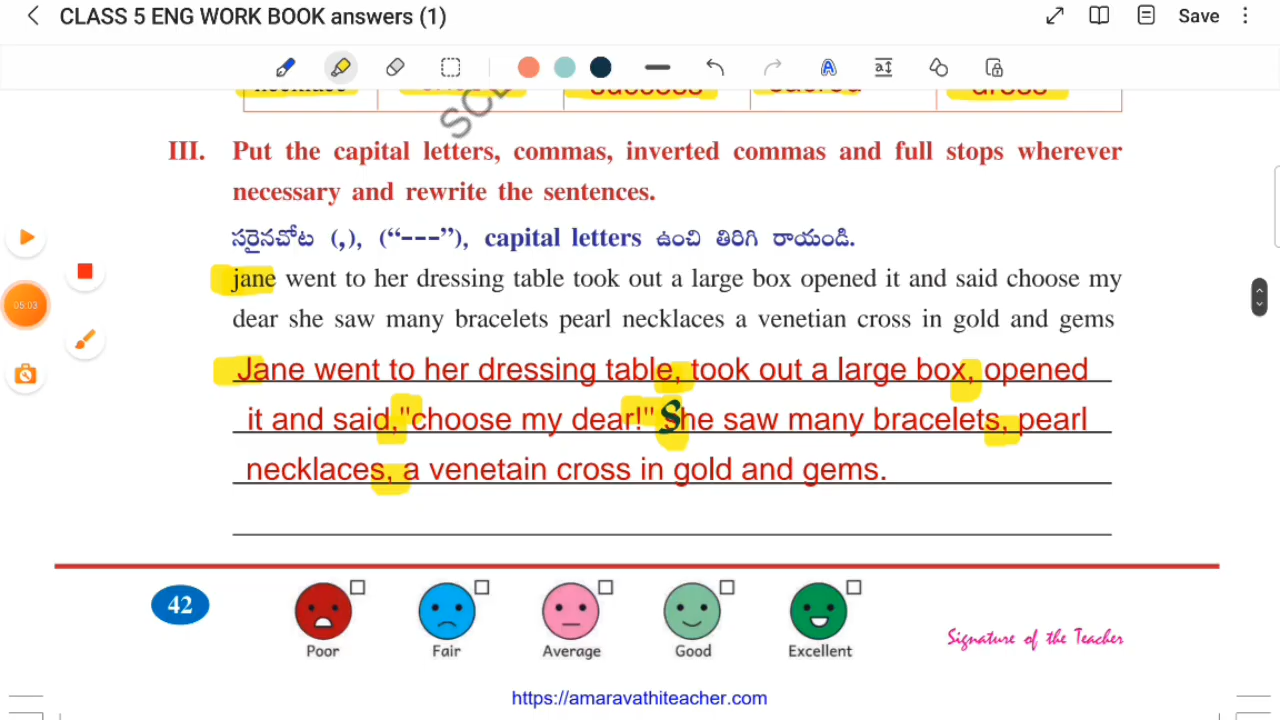 CLASS 5 ENG WORK BOOK answers (1)
Save
necklace success sacred dress
III. Put the capital letters, commas, inverted commas and full stops wherever
necessary and rewrite the sentences.
సరైనచోట (,), (“---”), capital letters ఉంచి తిరిగి రాయండి.
jane went to her dressing table took out a large box opened it and said choose my
dear she saw many bracelets pearl necklaces a venetian cross in gold and gems
Jane went to her dressing table, took out a large box, opened
it and said,"choose my dear!" She saw many bracelets, pearl
necklaces, a venetain cross in gold and gems.
05:03
42
Poor Fair Average Good Excellent
Signature of the Teacher
https://amaravathiteacher.com